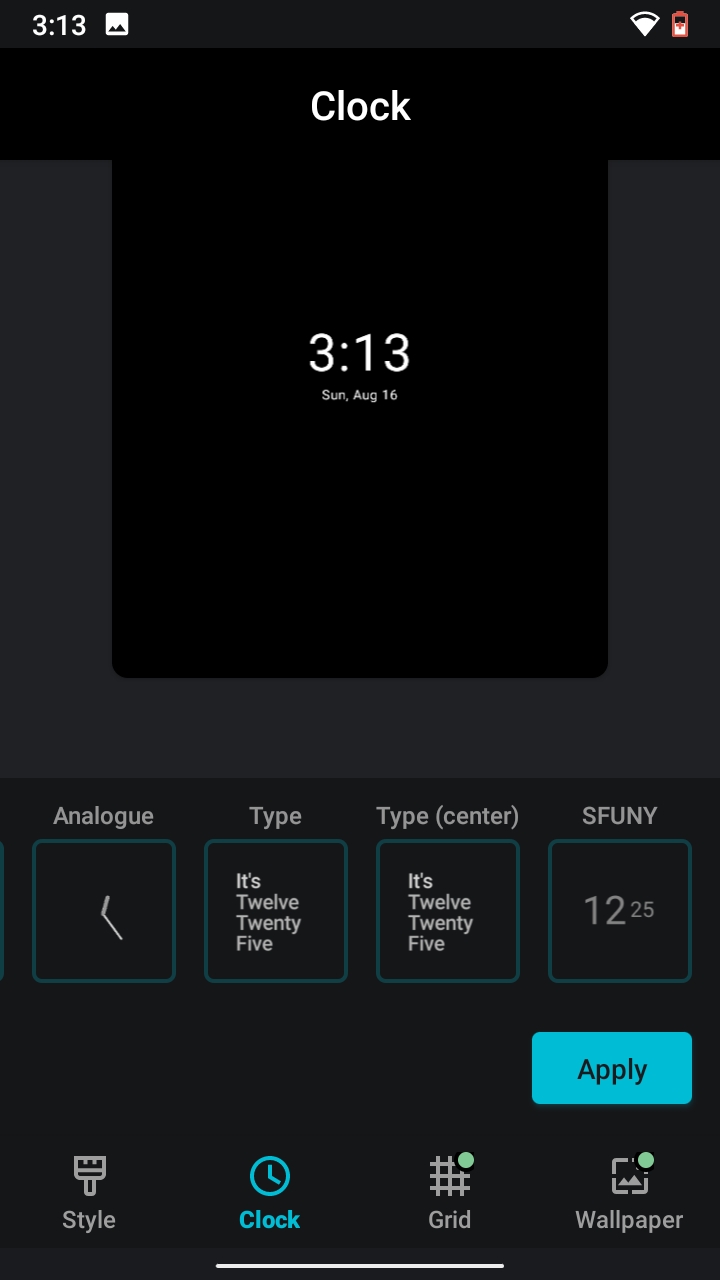 3:13
Clock
3:13
Sun, Aug 16
Analogue
Type
It's
Twelve
Twenty
Five
Type (center)
It's
Twelve
Twenty
Five
SFUNY
12 25
Apply
Style
Clock
Grid
Wallpaper